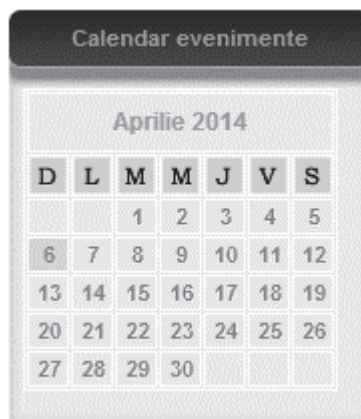 Calendar evenimente
Aprilie 2014
D L M M J V S
1 2 3 4 5
6 7 8 9 10 11 12
13 14 15 16 17 18 19
20 21 22 23 24 25 26
27 28 29 30